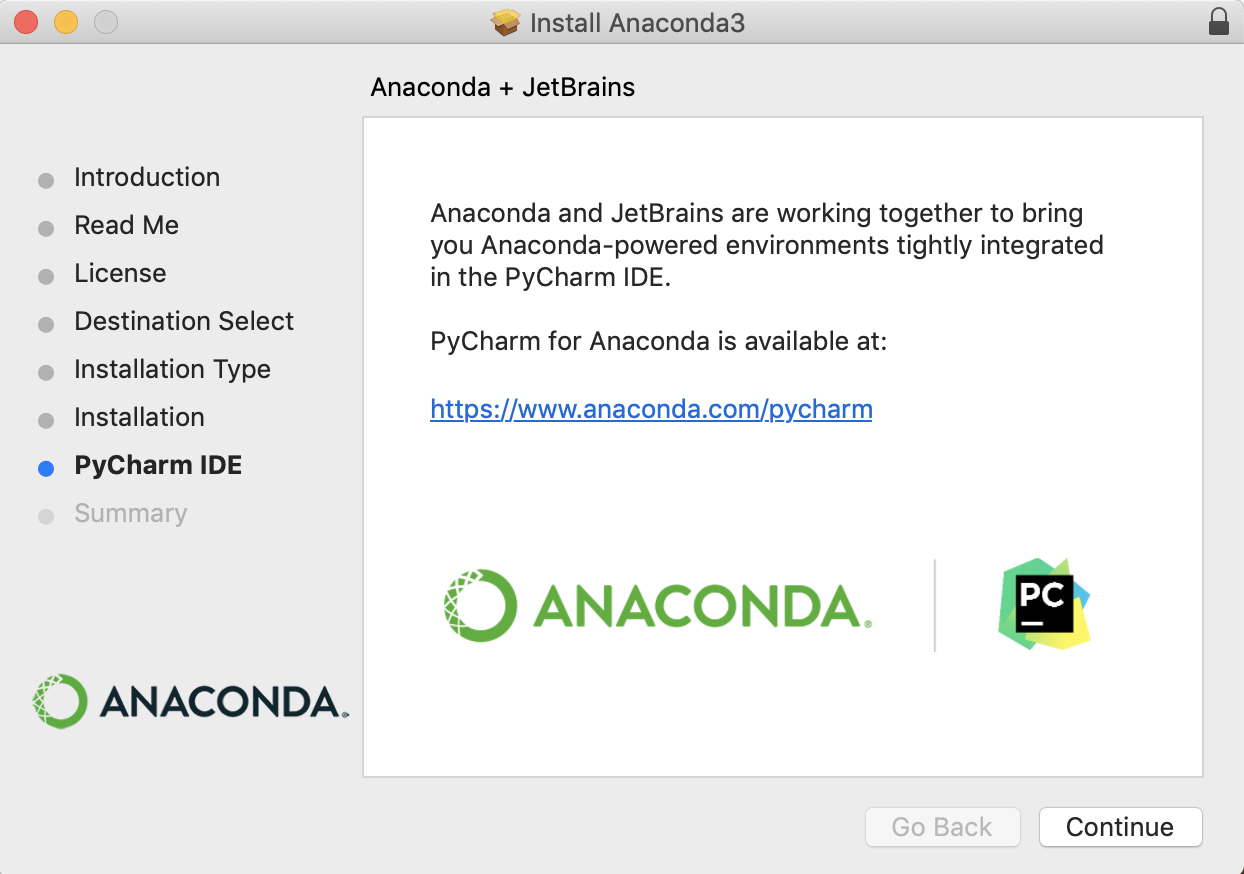 Install Anaconda3
Anaconda + JetBrains
Introduction
Read Me
License
Destination Select
Installation Type
Installation
PyCharm IDE
Summary
ANACONDA.
Anaconda and JetBrains are working together to bring
you Anaconda-powered environments tightly integrated
in the PyCharm IDE.
PyCharm for Anaconda is available at:
https://www.anaconda.com/pycharm
ANACONDA.®
PC
Go Back
Continue